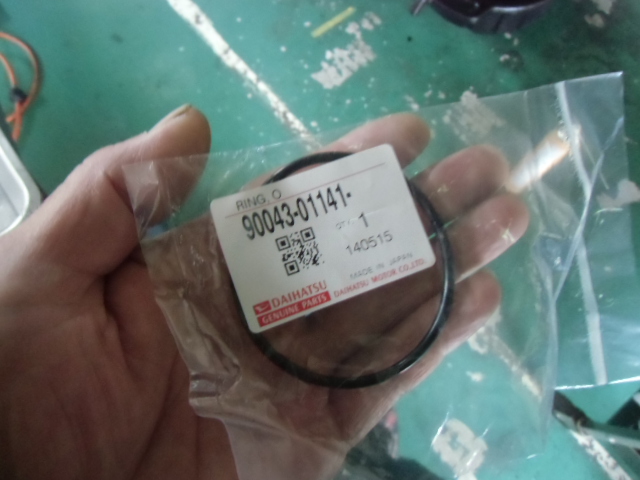 RING, O
90043-01141-
1
140515
MADE IN JAPAN
DAIHATSU
GENUINE PARTS
DAIHATSU MOTOR CO.,LTD.